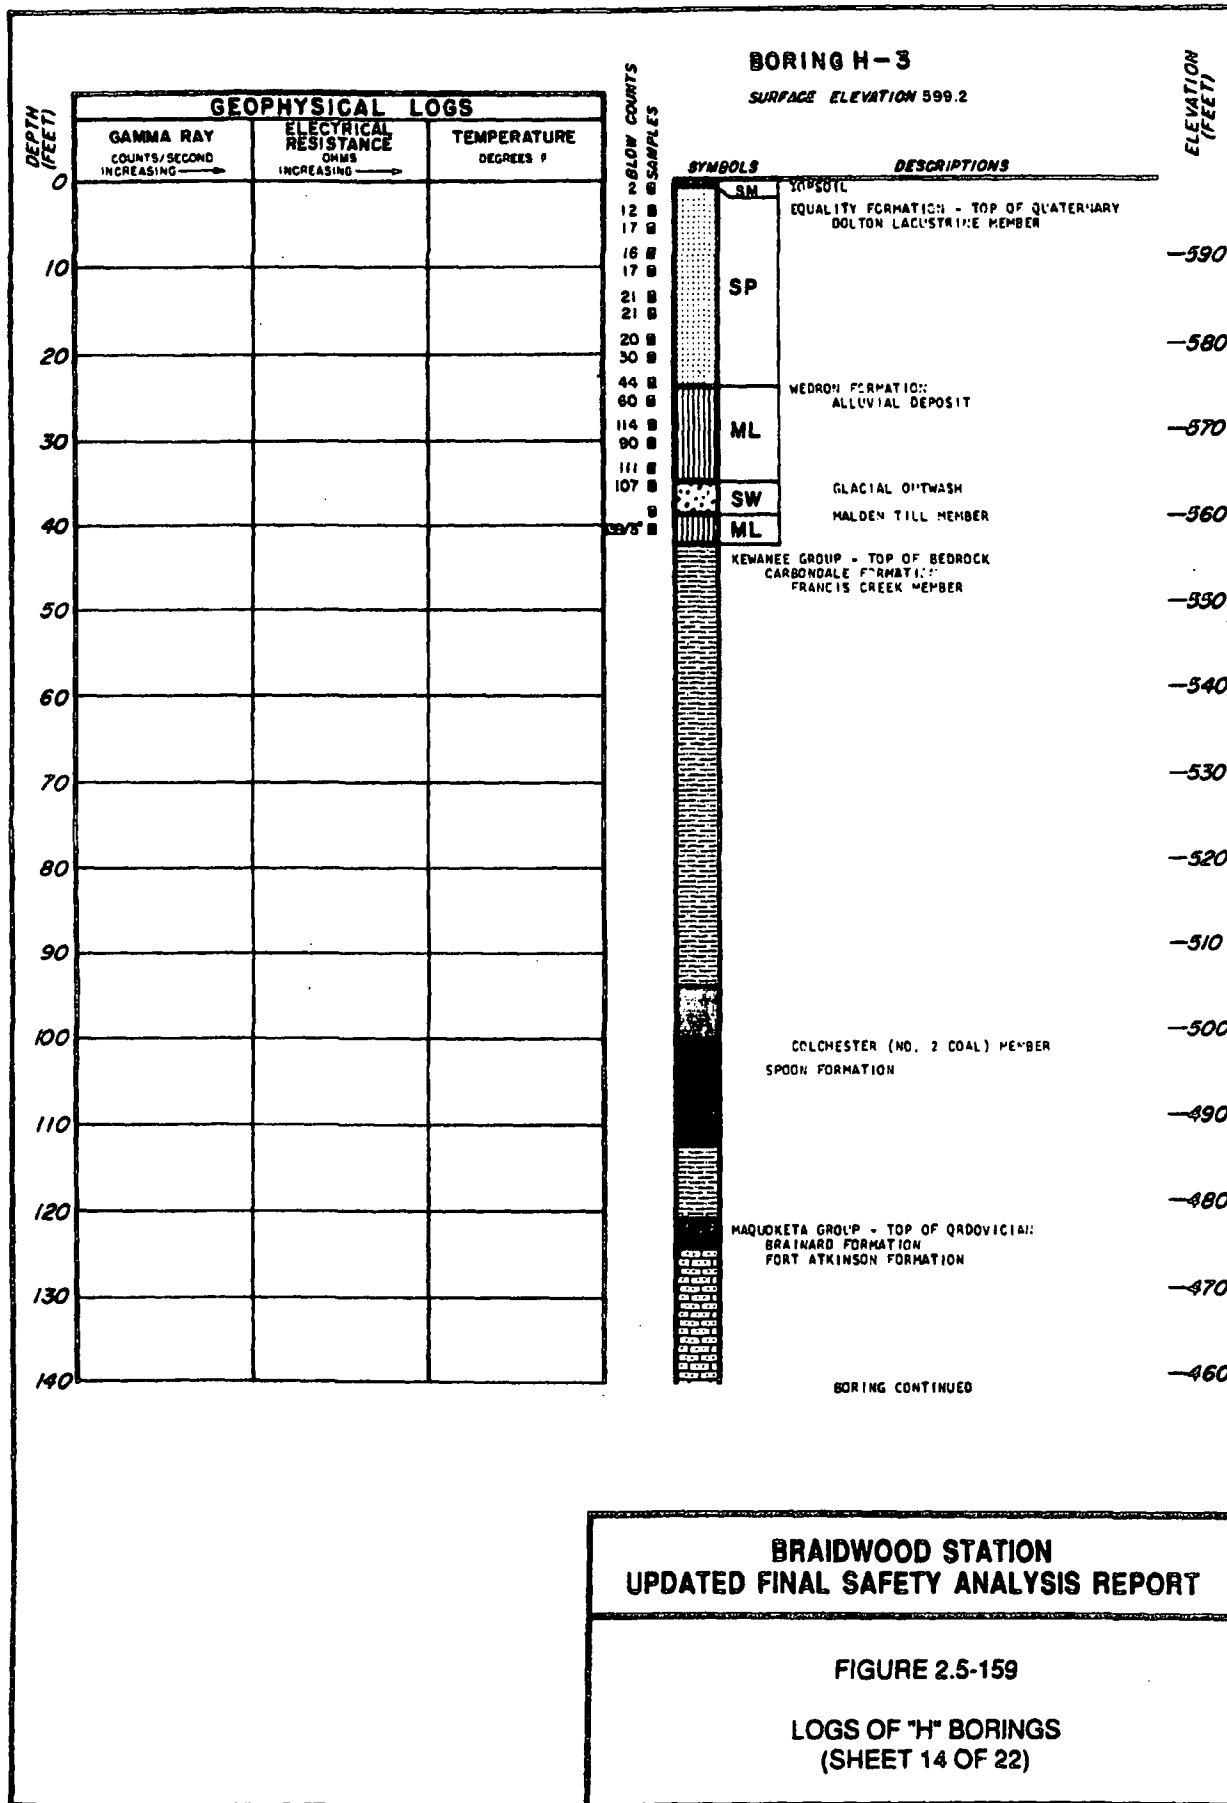 BORING H-3
SURFACE ELEVATION 599.2
DEPTH
(FEET)
GEOPHYSICAL LOGS
GAMMA RAY
COUNTS/SECOND
INCREASING
ELECTRICAL
RESISTANCE
OHMS
INCREASING
TEMPERATURE
DEGREES F
BLOW COUNTS
SAMPLES
SYMBOLS
DESCRIPTIONS
ELEVATION
(FEET)
0
10
20
30
40
50
60
70
80
90
100
110
120
130
140
2
12
17
16
17
21
21
20
30
44
60
114
90
111
107
SM
SP
ML
SW
ML
TOPSOIL
EQUALITY FORMATION - TOP OF QUATERNARY
DOLTON LACUSTRINE MEMBER
WEDRON FORMATION
ALLUVIAL DEPOSIT
GLACIAL OUTWASH
MALDEN TILL MEMBER
KEWANEE GROUP - TOP OF BEDROCK
CARBONDALE FORMATION
FRANCIS CREEK MEMBER
COLCHESTER (NO. 2 COAL) MEMBER
SPOON FORMATION
MAQUOKETA GROUP - TOP OF ORDOVICIAN
BRAINARD FORMATION
FORT ATKINSON FORMATION
BORING CONTINUED
590
580
570
560
550
540
530
520
510
500
490
480
470
460
BRAIDWOOD STATION
UPDATED FINAL SAFETY ANALYSIS REPORT
FIGURE 2.5-159
LOGS OF "H" BORINGS
(SHEET 14 OF 22)